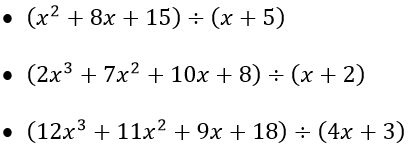 • (x² + 8x + 15) ÷ (x + 5)
• (2x³ + 7x² + 10x + 8) ÷ (x + 2)
• (12x³ + 11x² + 9x + 18) ÷ (4x + 3)